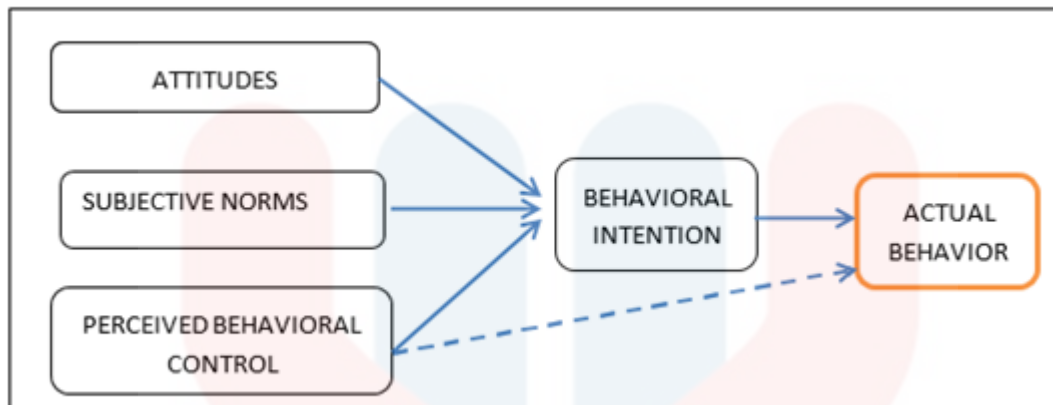 ATTITUDES
SUBJECTIVE NORMS
PERCEIVED BEHAVIORAL
CONTROL
BEHAVIORAL
INTENTION
ACTUAL
BEHAVIOR